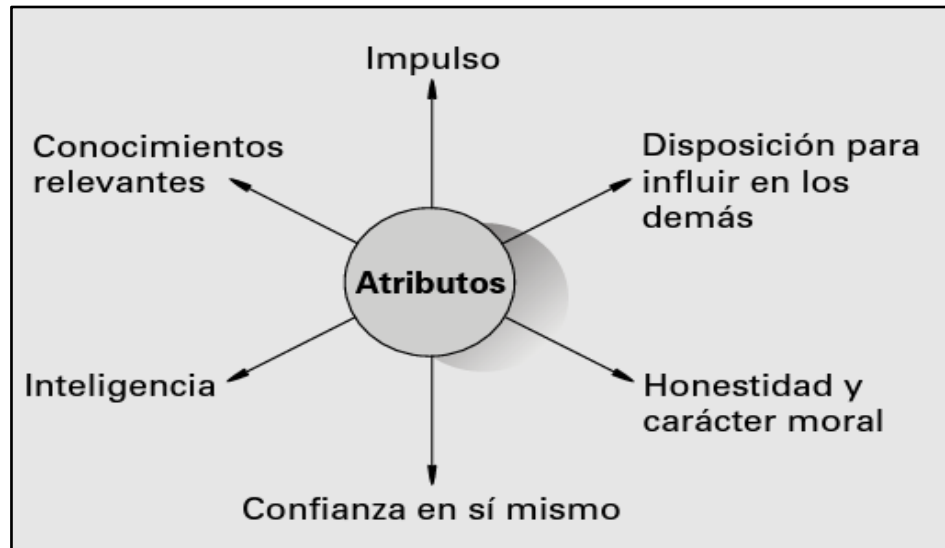 Impulso
Conocimientos
relevantes
Disposición para
influir en los
demás
Atributos
Inteligencia
Honestidad y
carácter moral
Confianza en sí mismo